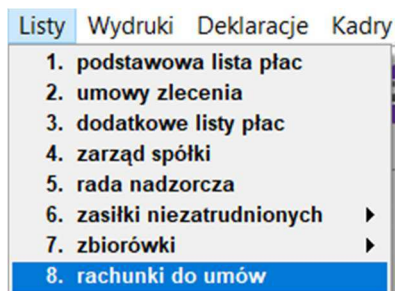 Listy Wydruki Deklaracje Kadry
1. podstawowa lista płac
2. umowy zlecenia
3. dodatkowe listy płac
4. zarząd spółki
5. rada nadzorcza
6. zasiłki niezatrudnionych
7. zbiorówki
8. rachunki do umów